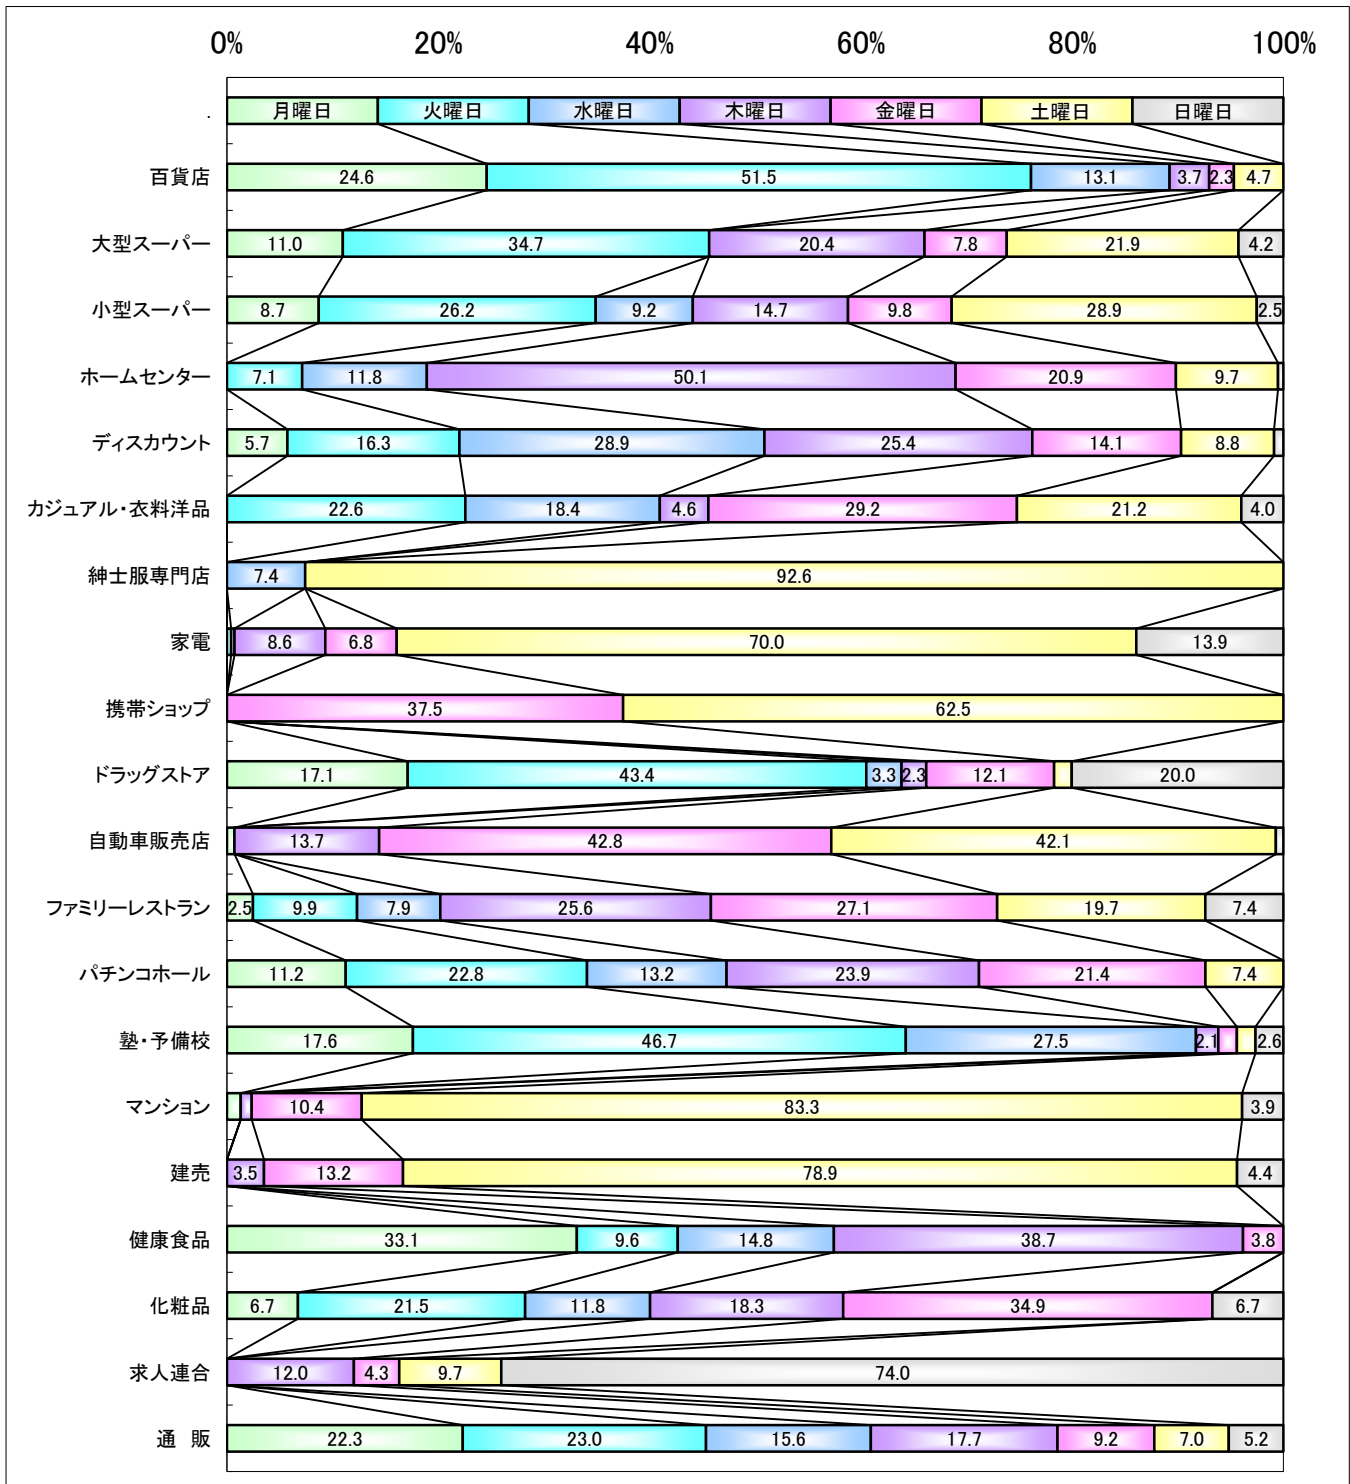 0% 20% 40% 60% 80% 100%
. 月曜日 火曜日 水曜日 木曜日 金曜日 土曜日 日曜日
百貨店 24.6 51.5 13.1 3.7 2.3 4.7
大型スーパー 11.0 34.7 20.4 7.8 21.9 4.2
小型スーパー 8.7 26.2 9.2 14.7 9.8 28.9 2.5
ホームセンター 7.1 11.8 50.1 20.9 9.7
ディスカウント 5.7 16.3 28.9 25.4 14.1 8.8
カジュアル・衣料洋品 22.6 18.4 4.6 29.2 21.2 4.0
紳士服専門店 7.4 92.6
家電 8.6 6.8 70.0 13.9
携帯ショップ 37.5 62.5
ドラッグストア 17.1 43.4 3.3 2.3 12.1 20.0
自動車販売店 13.7 42.8 42.1
ファミリーレストラン 2.5 9.9 7.9 25.6 27.1 19.7 7.4
パチンコホール 11.2 22.8 13.2 23.9 21.4 7.4
塾・予備校 17.6 46.7 27.5 2.1 2.6
マンション 10.4 83.3 3.9
建売 3.5 13.2 78.9 4.4
健康食品 33.1 9.6 14.8 38.7 3.8
化粧品 6.7 21.5 11.8 18.3 34.9 6.7
求人連合 12.0 4.3 9.7 74.0
通 販 22.3 23.0 15.6 17.7 9.2 7.0 5.2